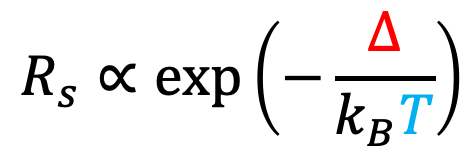 R_s ∝ exp(−Δ/(k_B T))